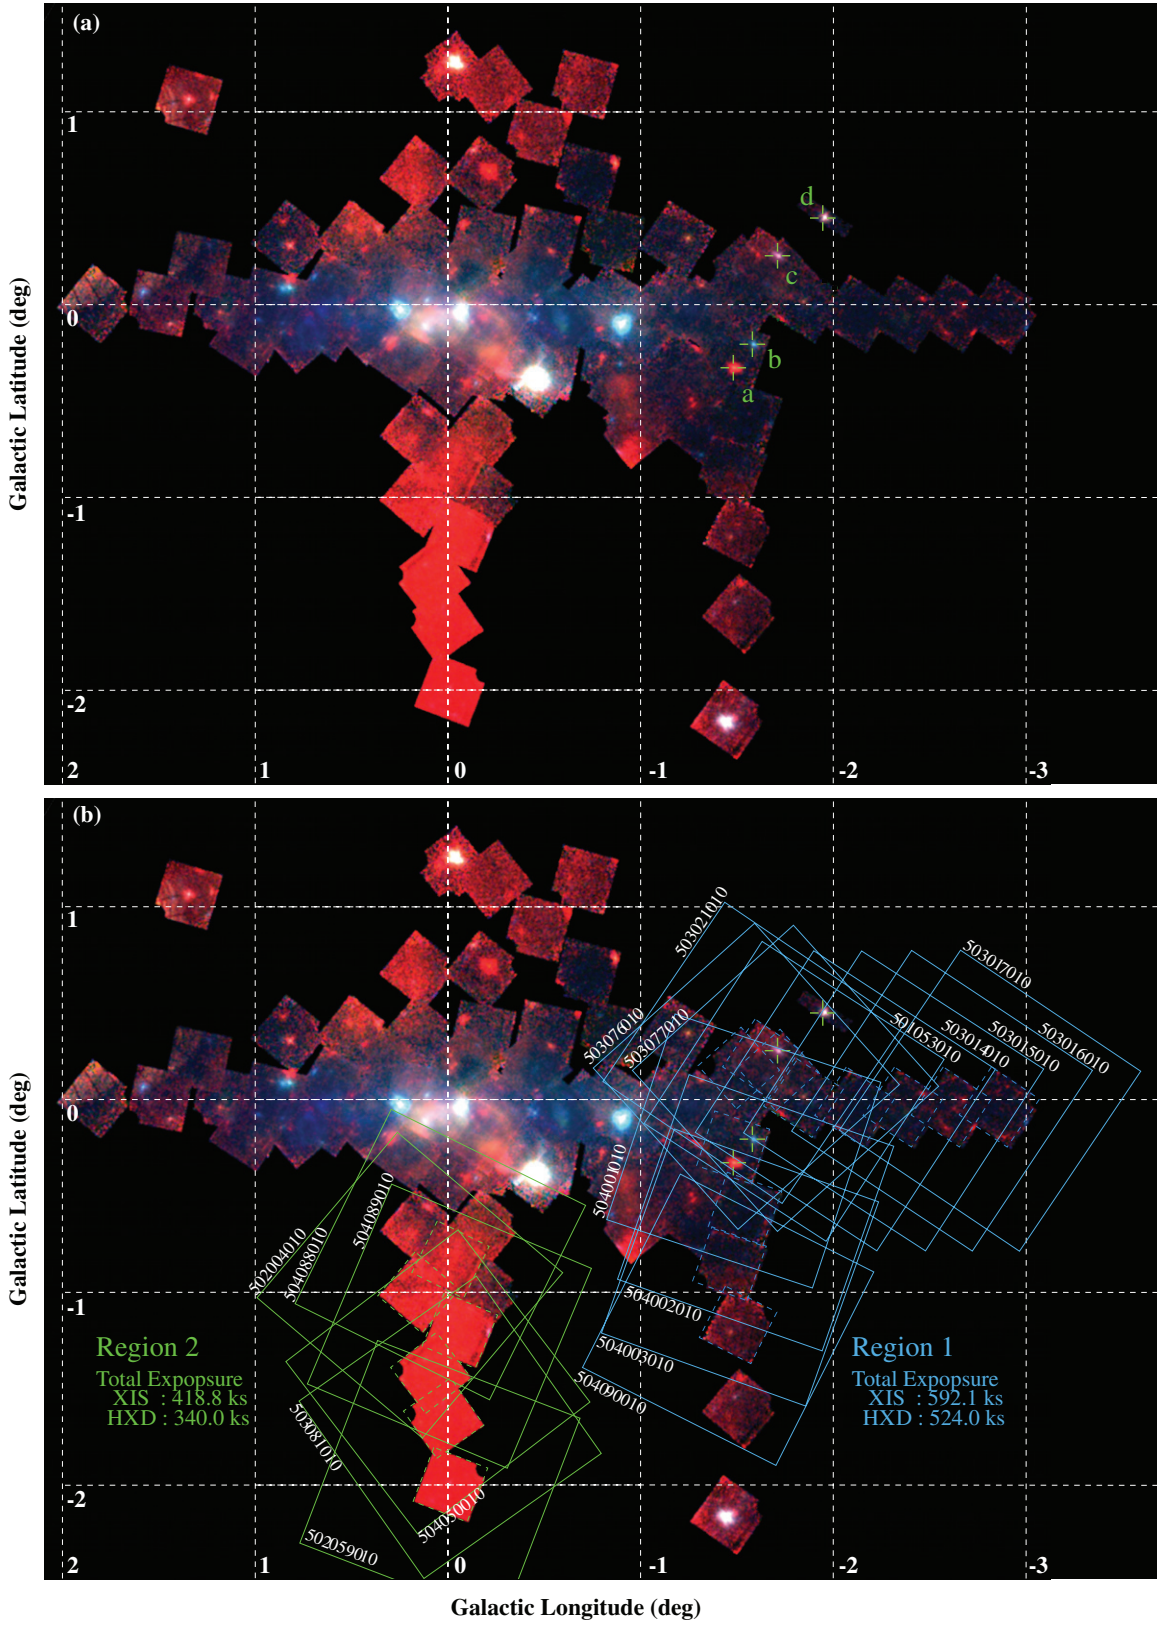 (a)
d
c
b
a
1
0
-1
-2
2
1
0
-1
-2
-3
Galactic Latitude (deg)
(b)
503021010
503017010
503076010
503077010
501053010
503014010
503015010
503016010
504001010
504089010
502004010
504088010
504002010
504003010
504090010
Region 2
Total Expopsure
XIS : 418.8 ks
HXD : 340.0 ks
Region 1
Total Expopsure
XIS : 592.1 ks
HXD : 524.0 ks
503081010
504050010
502059010
1
0
-1
-2
2
1
0
-1
-2
-3
Galactic Latitude (deg)
Galactic Longitude (deg)